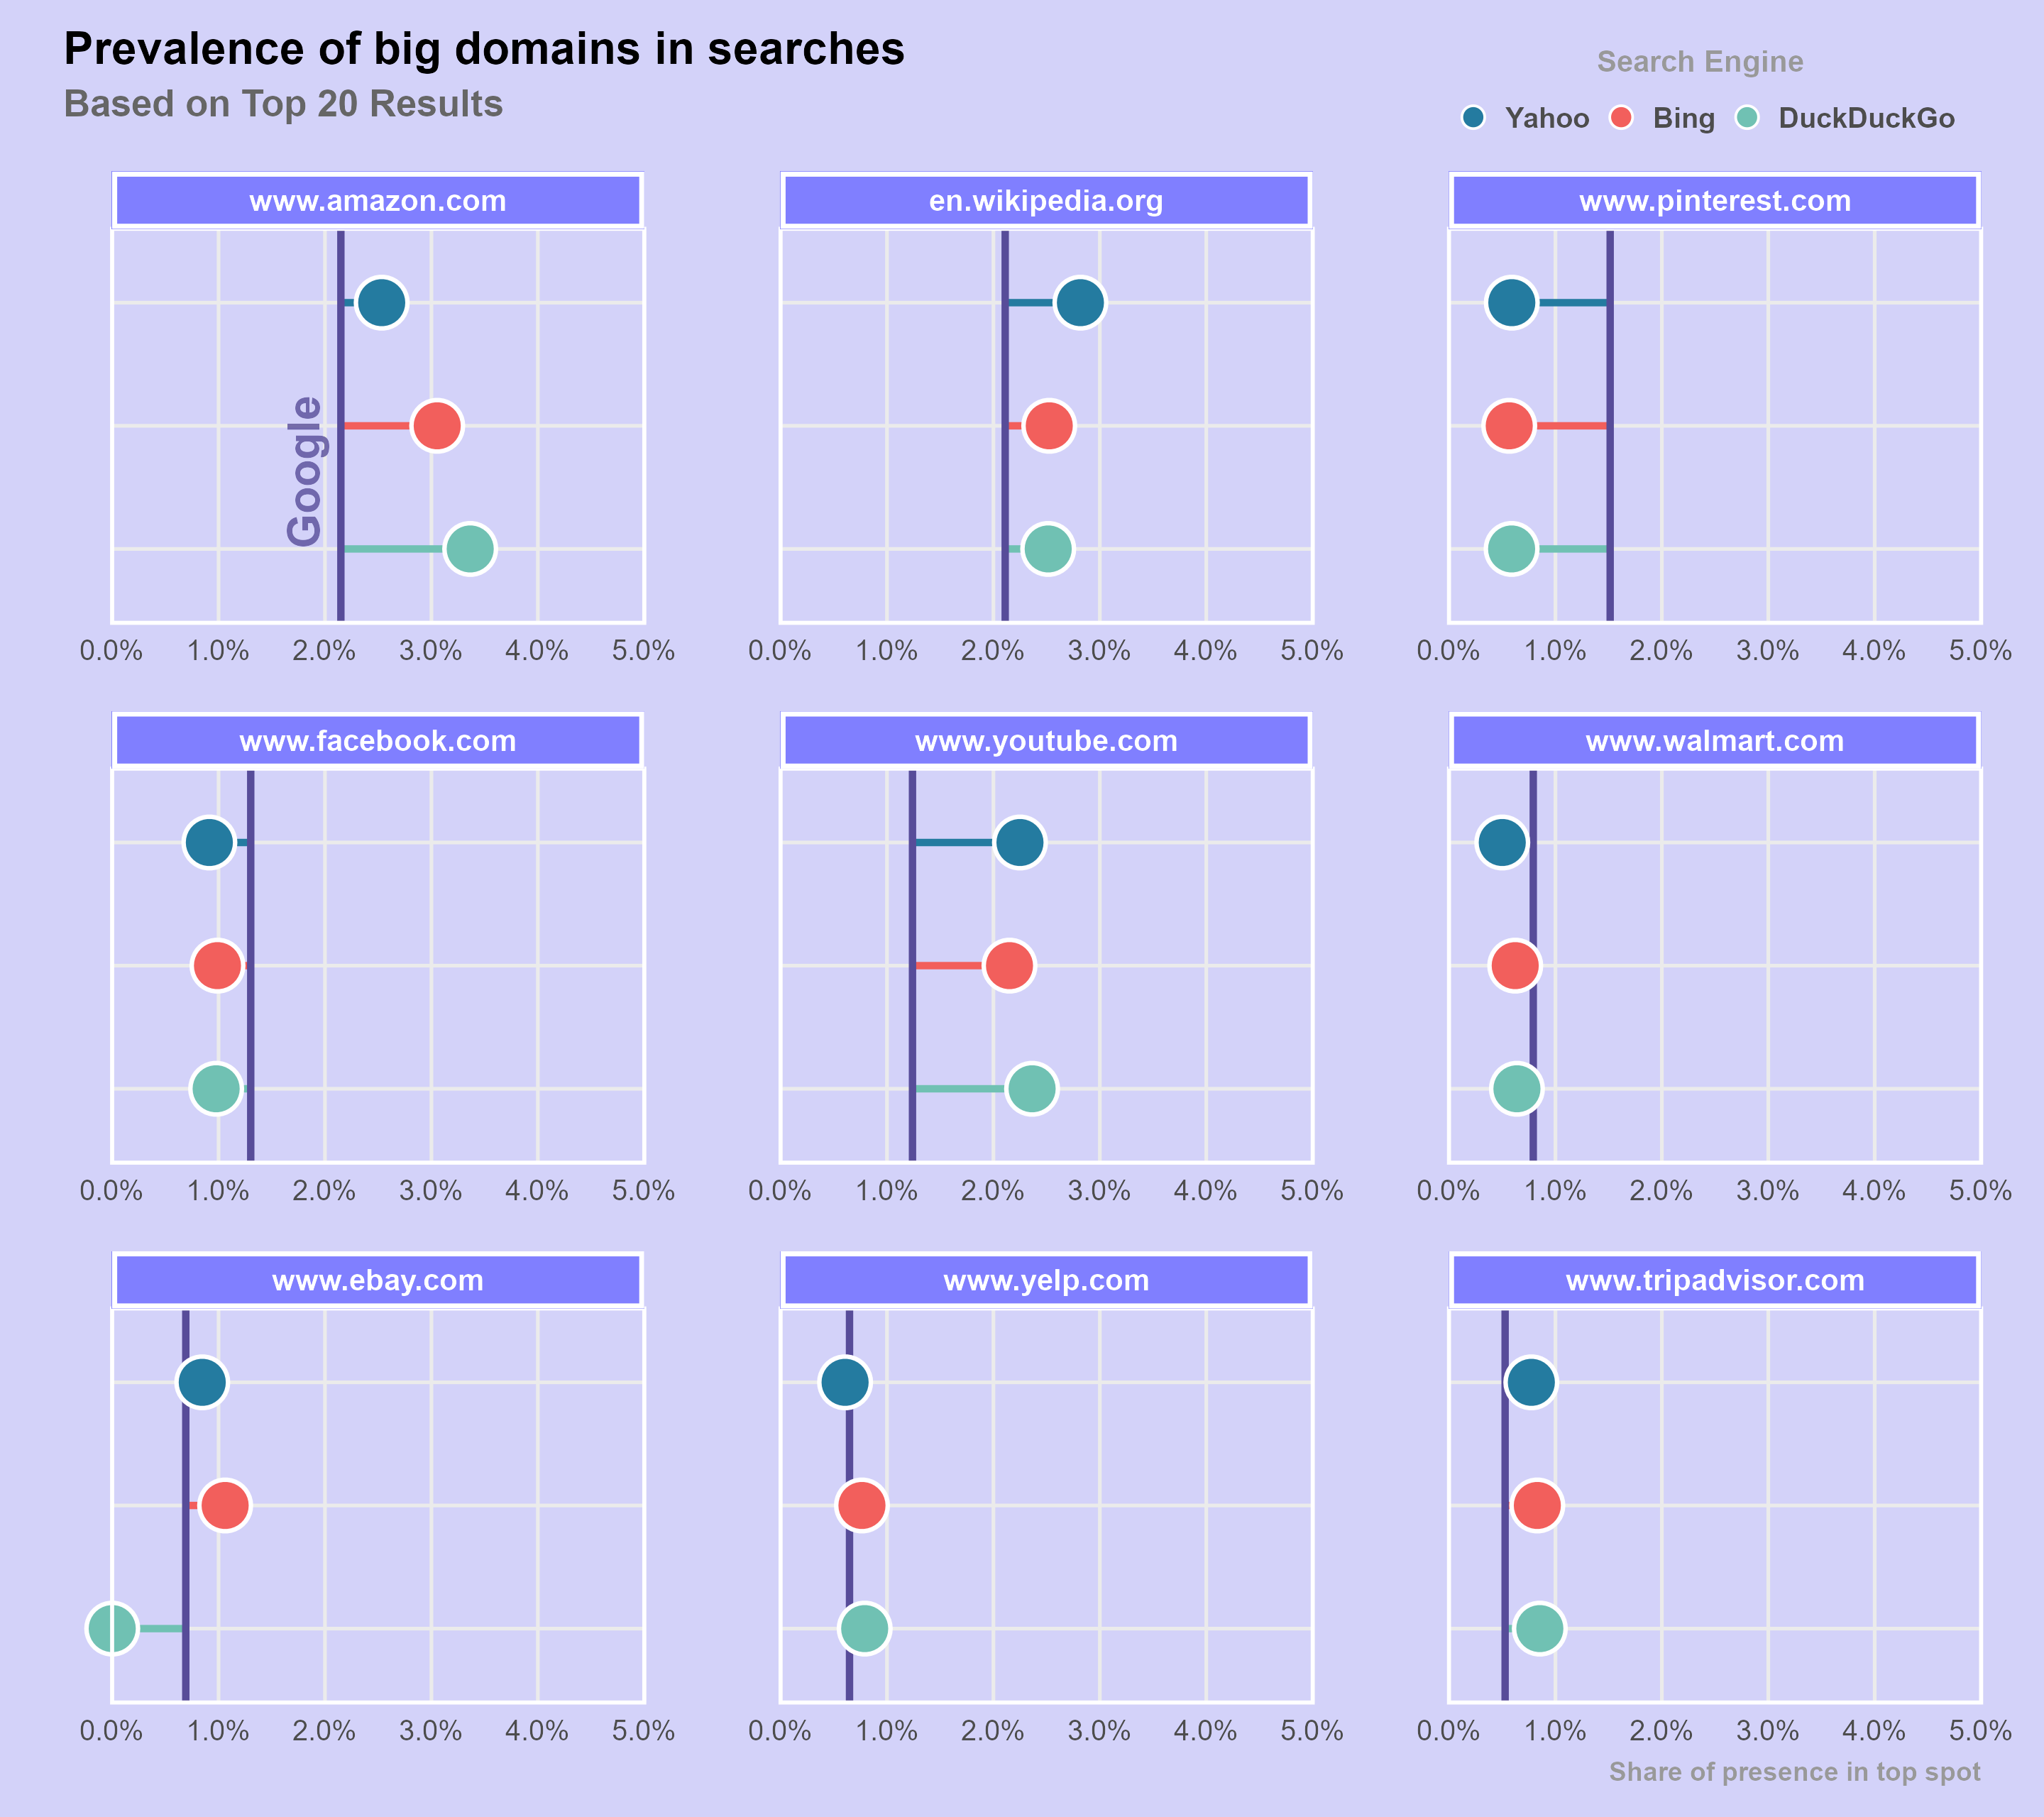 Prevalence of big domains in searches
Based on Top 20 Results
Search Engine
Yahoo Bing DuckDuckGo
www.amazon.com
Google
0.0% 1.0% 2.0% 3.0% 4.0% 5.0%
en.wikipedia.org
0.0% 1.0% 2.0% 3.0% 4.0% 5.0%
www.pinterest.com
0.0% 1.0% 2.0% 3.0% 4.0% 5.0%
www.facebook.com
0.0% 1.0% 2.0% 3.0% 4.0% 5.0%
www.youtube.com
0.0% 1.0% 2.0% 3.0% 4.0% 5.0%
www.walmart.com
0.0% 1.0% 2.0% 3.0% 4.0% 5.0%
www.ebay.com
0.0% 1.0% 2.0% 3.0% 4.0% 5.0%
www.yelp.com
0.0% 1.0% 2.0% 3.0% 4.0% 5.0%
www.tripadvisor.com
0.0% 1.0% 2.0% 3.0% 4.0% 5.0%
Share of presence in top spot